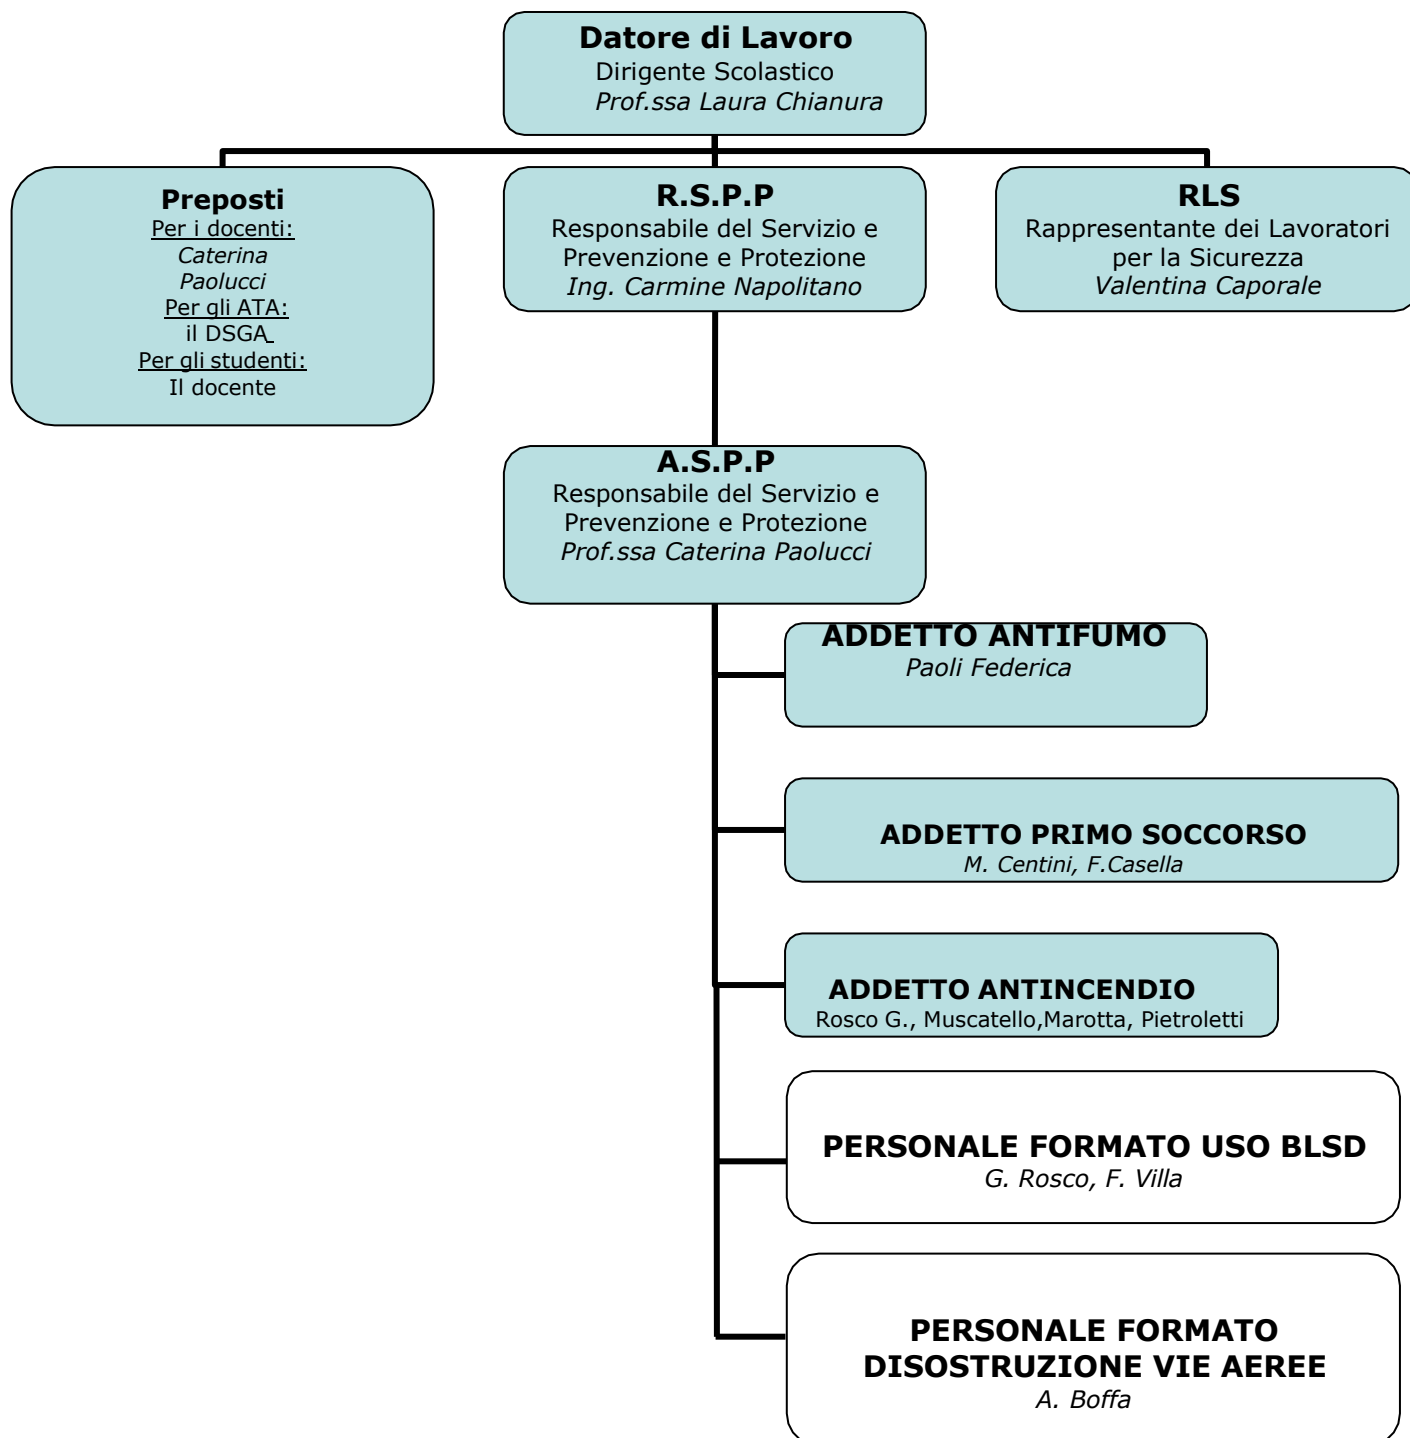 Datore di Lavoro
Dirigente Scolastico
Prof.ssa Laura Chianura
Preposti
Per i docenti:
Caterina
Paolucci
Per gli ATA:
il DSGA
Per gli studenti:
Il docente
R.S.P.P
Responsabile del Servizio e
Prevenzione e Protezione
Ing. Carmine Napolitano
RLS
Rappresentante dei Lavoratori
per la Sicurezza
Valentina Caporale
A.S.P.P
Responsabile del Servizio e
Prevenzione e Protezione
Prof.ssa Caterina Paolucci
ADDETTO ANTIFUMO
Paoli Federica
ADDETTO PRIMO SOCCORSO
M. Centini, F.Casella
ADDETTO ANTINCENDIO
Rosco G., Muscatello,Marotta, Pietroletti
PERSONALE FORMATO USO BLSD
G. Rosco, F. Villa
PERSONALE FORMATO
DISOSTRUZIONE VIE AEREE
A. Boffa